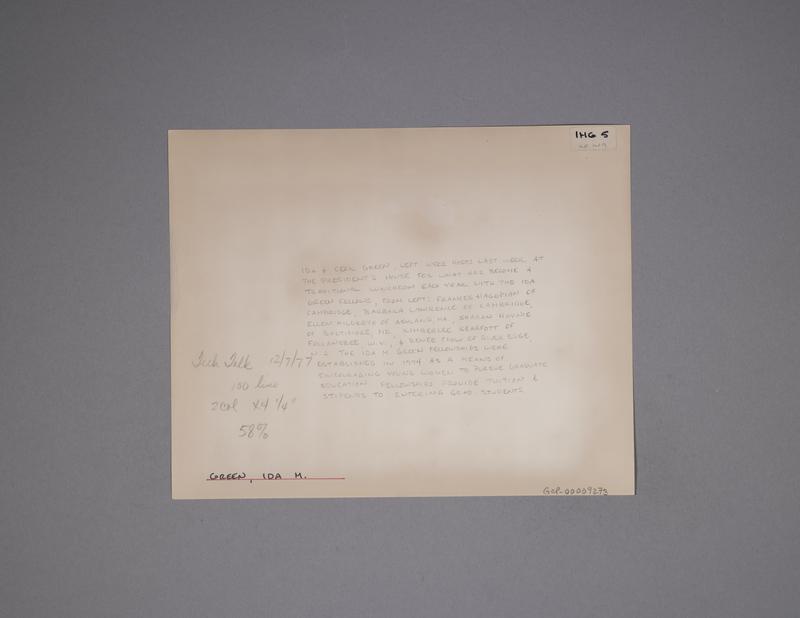 IMG 5
IDA & CECIL GREEN, LEFT WERE HOSTS LAST WEEK AT
THE PRESIDENT'S HOUSE FOR WHAT HAS BECOME A
TRADITIONAL LUNCHEON EACH YEAR WITH THE IDA
GREEN FELLOWS, FROM LEFT: FRANCES HAGOPIAN OF
CAMBRIDGE, BARBARA LAWRENCE OF CAMBRIDGE,
ELLEN HILDRETH OF ASHLAND, MA, SHARON
OF BALTIMORE, MD, KIMBERLEE KEARFOTT OF
FOLLANSBEE W.V., & RENEE CHOW OF RIVER EDGE
N.J. THE IDA M. GREEN FELLOWSHIPS WERE
ESTABLISHED IN 1974 AS A MEANS OF
ENCOURAGING YOUNG WOMEN TO PURSUE GRADUATE
EDUCATION. FELLOWSHIPS PROVIDE TUITION &
STIPENDS TO ENTERING GRAD STUDENTS
Tech Talk 12/7/77
100 line
2 col x 4 1/4"
58%
GREEN, IDA M.
GCP-00009273